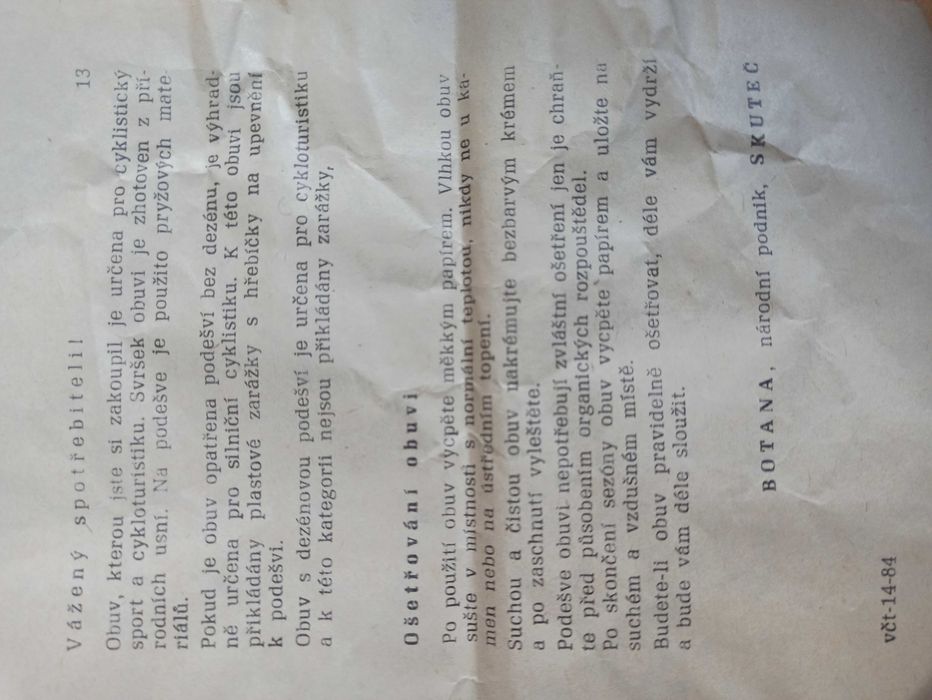 Vážený spotřebiteli! 13
Obuv, kterou jste si zakoupil je určena pro cyklistický
sport a cykloturistiku. Svršek obuvi je zhotoven z pří-
rodních usní. Na podešve je použito pryžových mate
riálů.
Pokud je obuv opatřena podešví bez dezénu, je výhrad-
ně určena pro silniční cyklistiku. K této obuvi jsou
přikládány plastové zarážky s hřebíčky na upevnění
k podešvi.
Obuv s dezénovou podešví je určena pro cykloturistiku
a k této kategorii nejsou přikládány zarážky,
Ošetřování obuvi
Po použití obuv vycpěte měkkým papírem. Vlhkou obuv
sušte v místnosti s normální teplotou, nikdy ne u ka-
men nebo na ústředním topení.
Suchou a čistou obuv nakrémujte bezbarvým krémem
a po zaschnutí vyleštěte.
Podešve obuvi nepotřebují zvláštní ošetření jen je chraň-
te před působením organických rozpouštědel.
Po skončení sezóny obuv vycpěte papírem a uložte na
suchém a vzdušném místě.
Budete-li obuv pravidelně ošetřovat, déle vám vydrží
a bude vám déle sloužit.
BOTANA, národní podnik, SKUTEČ
včt-14-84